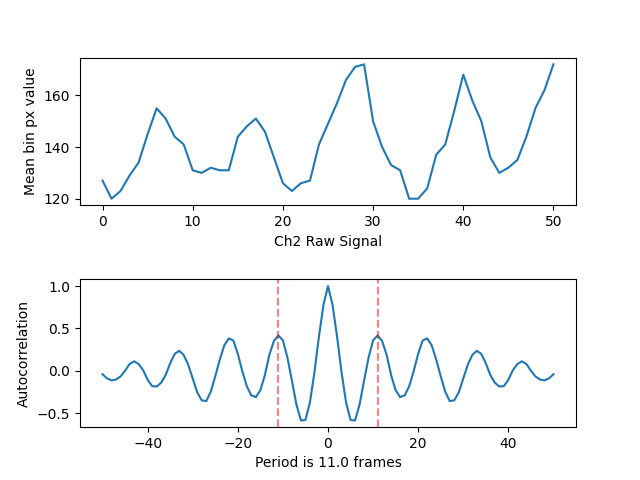 160
140
120
Mean bin px value
0 10 20 30 40 50
Ch2 Raw Signal
1.0
0.5
0.0
−0.5
Autocorrelation
−40 −20 0 20 40
Period is 11.0 frames